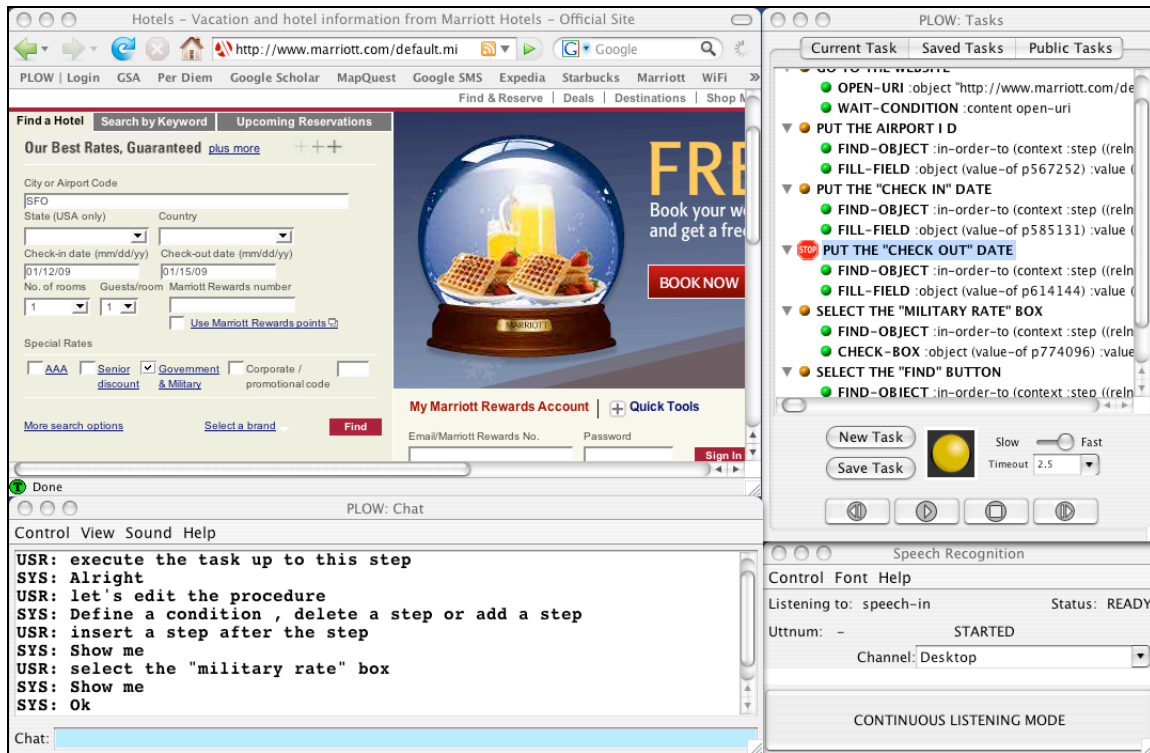 Hotels – Vacation and hotel information from Marriott Hotels – Official Site
http://www.marriott.com/default.mi
Google
PLOW | Login GSA Per Diem Google Scholar MapQuest Google SMS Expedia Starbucks Marriott WiFi »
Find & Reserve | Deals | Destinations | Shop
Find a Hotel Search by Keyword Upcoming Reservations
Our Best Rates, Guaranteed plus more
City or Airport Code
SFO
State (USA only) Country
Check-in date (mm/dd/yy) Check-out date (mm/dd/yy)
01/12/09 01/15/09
No. of rooms Guests/room Marriott Rewards number
1 1
Use Marriott Rewards points
Special Rates
AAA Senior discount Government & Military Corporate / promotional code
More search options Select a brand Find
FRE
Book your w
and get a free
BOOK NOW
MARRIOTT
My Marriott Rewards Account | Quick Tools
Email/Marriott Rewards No. Password
Sign In
Done
PLOW: Tasks
Current Task Saved Tasks Public Tasks
GO TO THE WEBSITE
OPEN-URI :object "http://www.marriott.com/de
WAIT-CONDITION :content open-uri
PUT THE AIRPORT I D
FIND-OBJECT :in-order-to (context :step ((reln
FILL-FIELD :object (value-of p567252) :value (
PUT THE "CHECK IN" DATE
FIND-OBJECT :in-order-to (context :step ((reln
FILL-FIELD :object (value-of p585131) :value (
STOP PUT THE "CHECK OUT" DATE
FIND-OBJECT :in-order-to (context :step ((reln
FILL-FIELD :object (value-of p614144) :value (
SELECT THE "MILITARY RATE" BOX
FIND-OBJECT :in-order-to (context :step ((reln
CHECK-BOX :object (value-of p774096) :value
SELECT THE "FIND" BUTTON
FIND-OBJECT :in-order-to (context :step ((reln
New Task Slow Fast
Save Task Timeout 2.5
PLOW: Chat
Control View Sound Help
USR: execute the task up to this step
SYS: Alright
USR: let's edit the procedure
SYS: Define a condition , delete a step or add a step
USR: insert a step after the step
SYS: Show me
USR: select the "military rate" box
SYS: Show me
SYS: Ok
Chat:
Speech Recognition
Control Font Help
Listening to: speech-in Status: READY
Uttnum: - STARTED
Channel: Desktop
CONTINUOUS LISTENING MODE